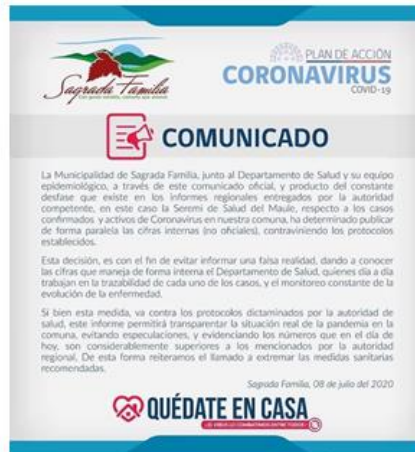 Sagrada Familia
PLAN DE ACCIÓN
CORONAVIRUS
COVID-19
COMUNICADO
La Municipalidad de Sagrada Familia, junto al Departamento de Salud y su equipo
epidemiológico, a través de este comunicado oficial, y producto del constante
desfase que existe en los informes regionales entregados por la autoridad
competente, en este caso la Seremi de Salud del Maule, respecto a los casos
confirmados y activos de Coronavirus en nuestra comuna, ha determinado publicar
de forma paralela las cifras internas (no oficiales), contraviniendo los protocolos
establecidos.
Esta decisión, es con el fin de evitar informar una falsa realidad, dando a conocer
las cifras que maneja de forma interna el Departamento de Salud, quienes día a día
trabajan en la trazabilidad de cada uno de los casos, y el monitoreo constante de la
evolución de la enfermedad.
Si bien esta medida, va contra los protocolos dictaminados por la autoridad de
salud, este informe permitirá transparentar la situación real de la pandemia en la
comuna, evitando especulaciones, y evidenciando los números que en el día de
hoy, son considerablemente superiores a los mencionados por la autoridad
regional. De esta forma reiteramos el llamado a extremar las medidas sanitarias
recomendadas.
Sagrada Familia, 08 de julio del 2020
QUÉDATE EN CASA
¡EL VIRUS LO COMBATIMOS ENTRE TODOS!